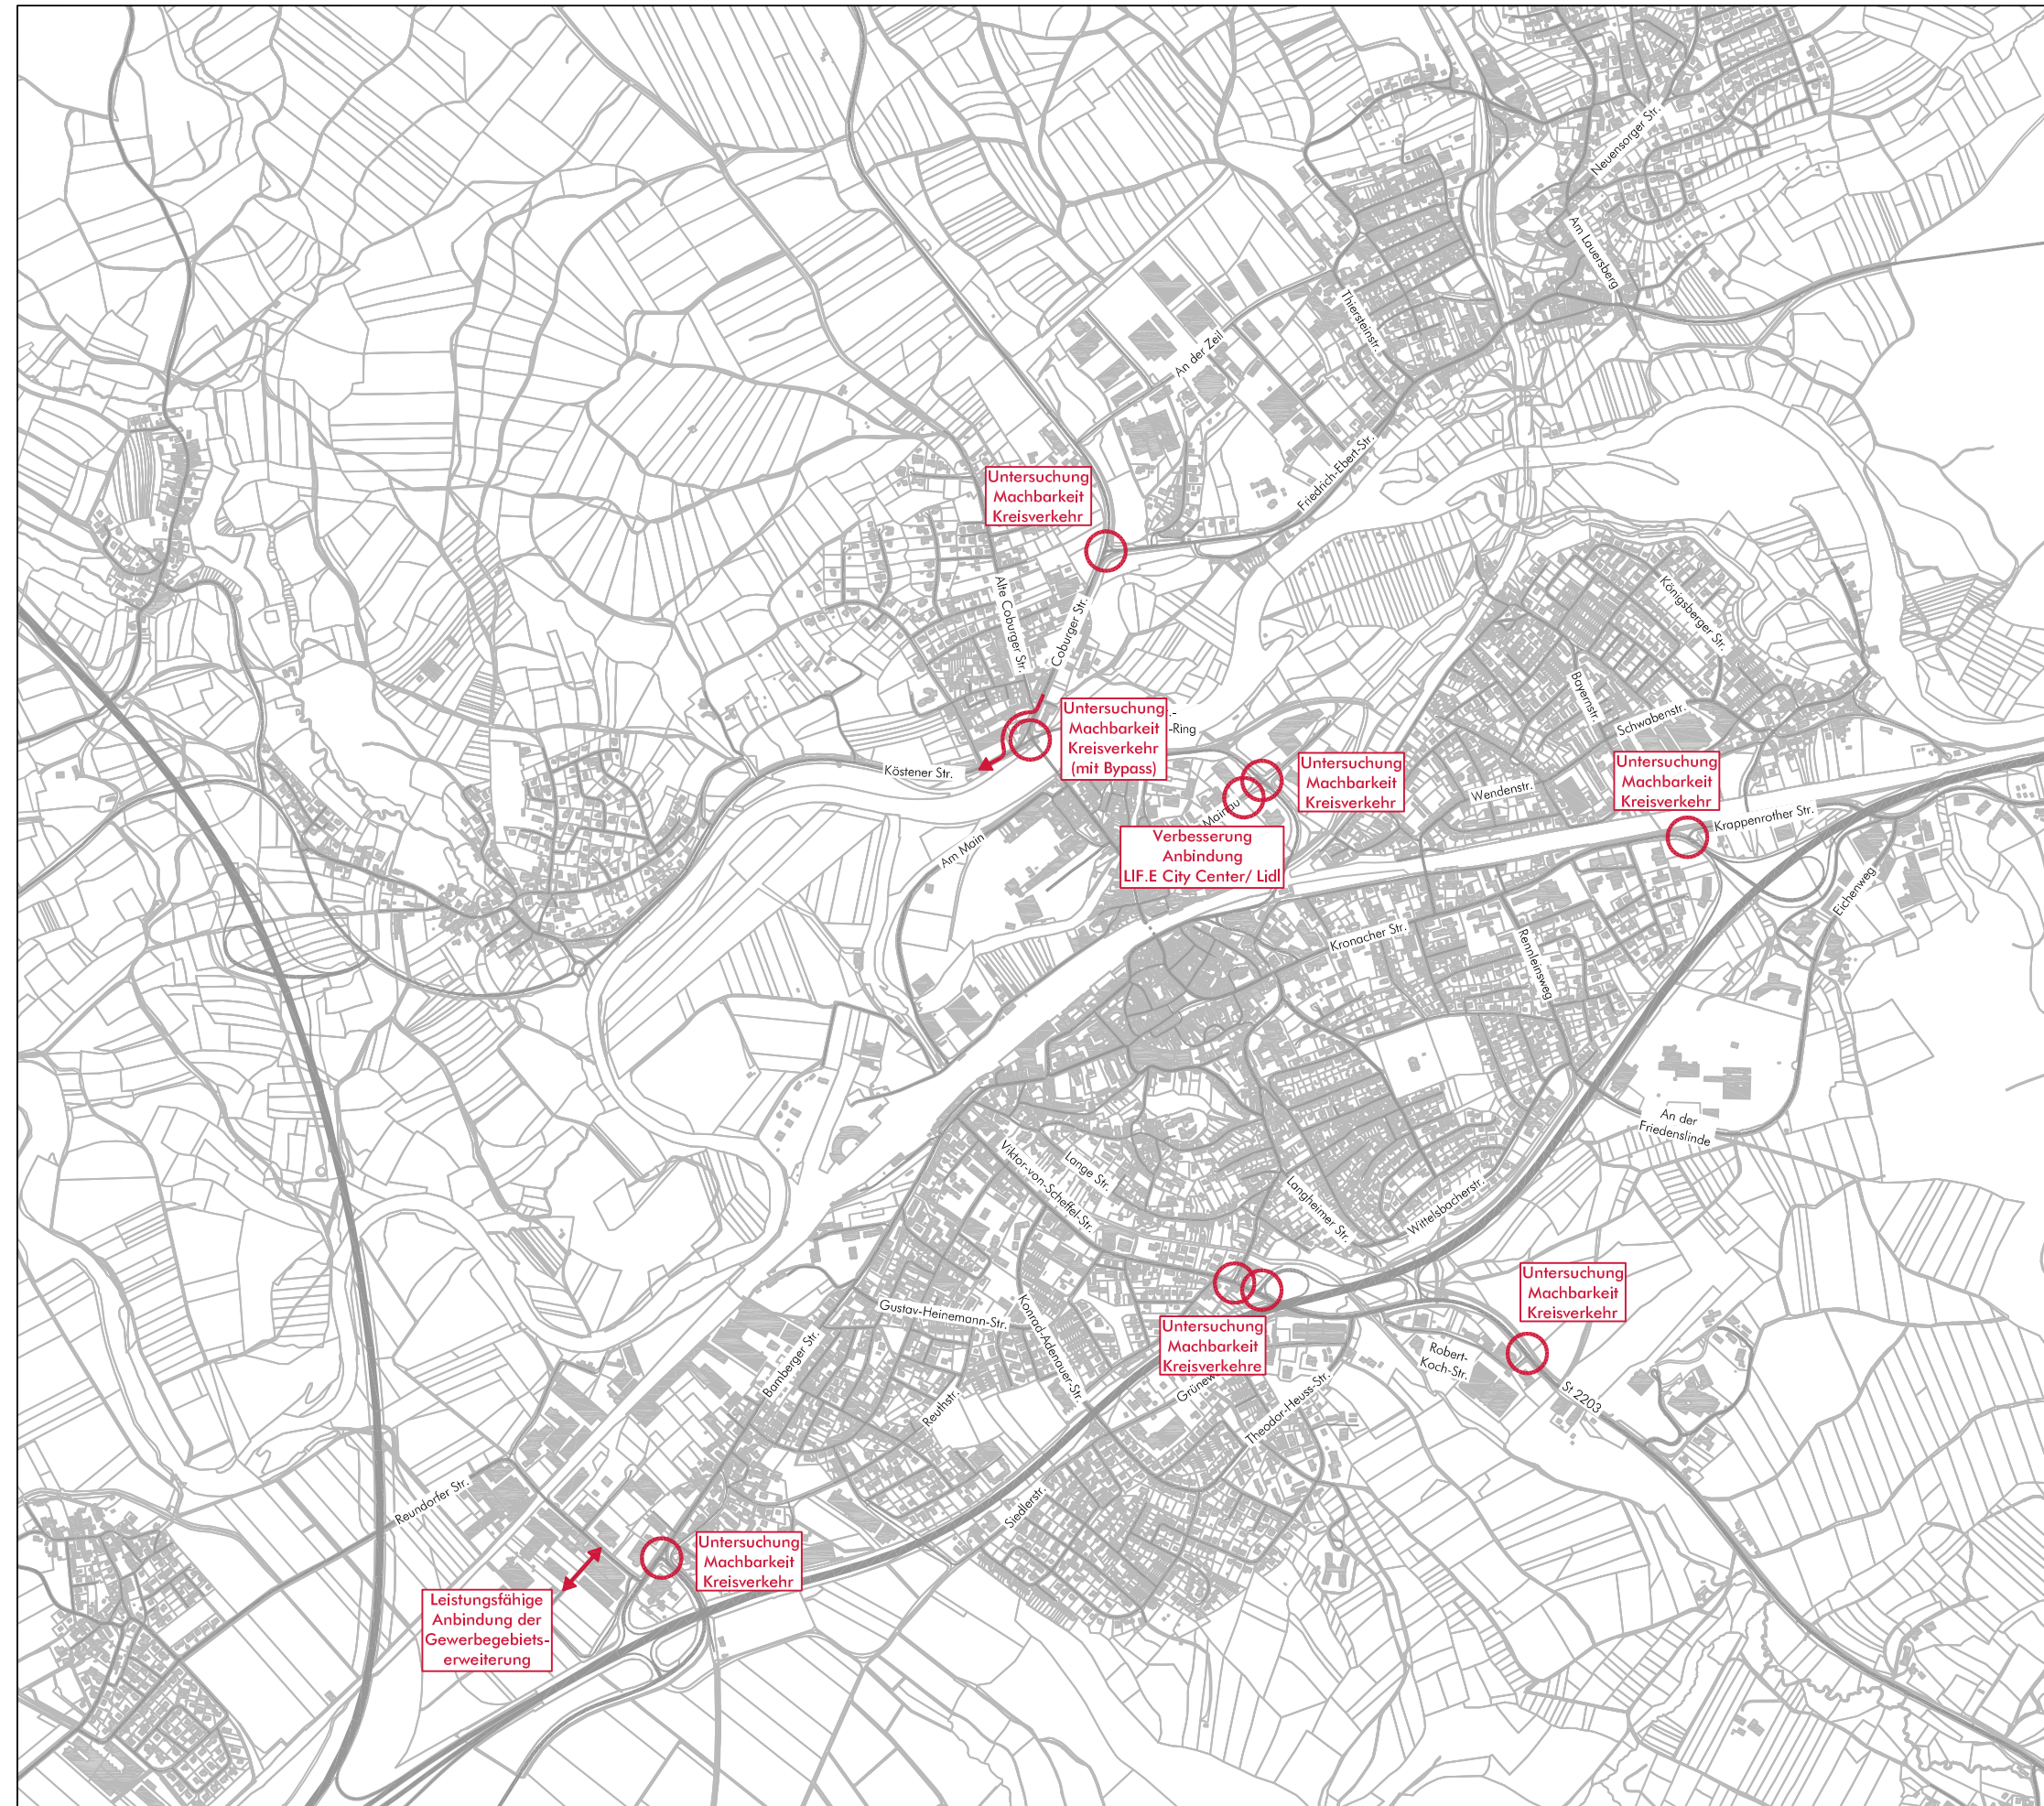 Neuensorger Str.
Am Lauersberg
Thiersteinstr.
An der Zeil
Friedrich-Ebert-Str.
Untersuchung
Machbarkeit
Kreisverkehr
Alte Coburger Str.
Coburger Str.
Königsberger Str.
Bayernstr.
Schwabenstr.
Untersuchung
Machbarkeit
Kreisverkehr
(mit Bypass)
-Ring
Köstener Str.
Untersuchung
Machbarkeit
Kreisverkehr
Wendenstr.
Untersuchung
Machbarkeit
Kreisverkehr
Krappenrother Str.
Mainau
Am Main
Verbesserung
Anbindung
LIF.E City Center/ Lidl
Eichenweg
Kronacher Str.
Rennleinsweg
An der
Friedenslinde
Viktor-von-Scheffel-Str.
Lange Str.
Langheimer Str.
Wittelsbacherstr.
Untersuchung
Machbarkeit
Kreisverkehr
Gustav-Heinemann-Str.
Konrad-Adenauer-Str.
Bamberger Str.
Untersuchung
Machbarkeit
Kreisverkehre
Robert-
Koch-Str.
St 2203
Grünew
Reuthstr.
Theodor-Heuss-Str.
Siedlerstr.
Reundorfer Str.
Untersuchung
Machbarkeit
Kreisverkehr
Leistungsfähige
Anbindung der
Gewerbegebiets-
erweiterung